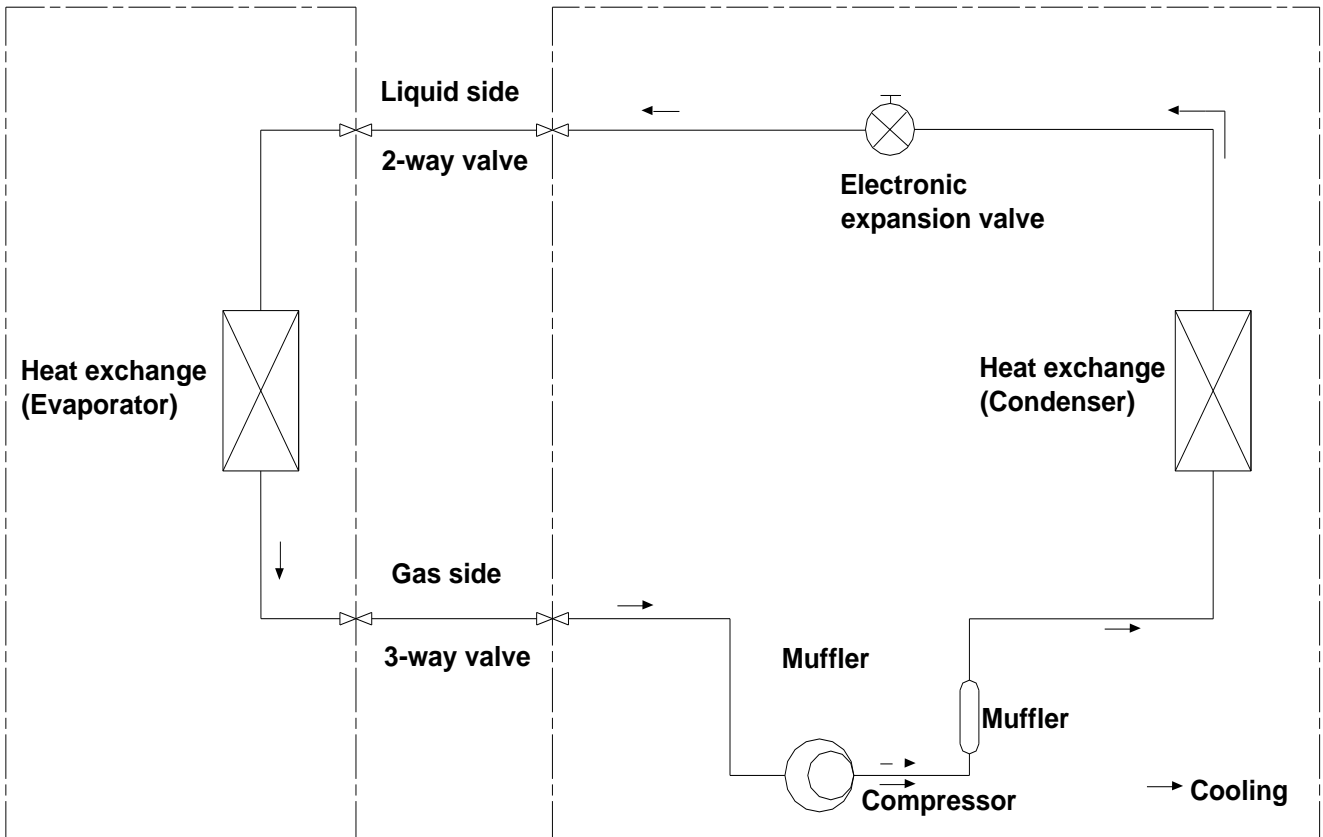 Liquid side
2-way valve
Electronic
expansion valve
Heat exchange
(Evaporator)
Heat exchange
(Condenser)
Gas side
3-way valve
Muffler
Muffler
Compressor
Cooling